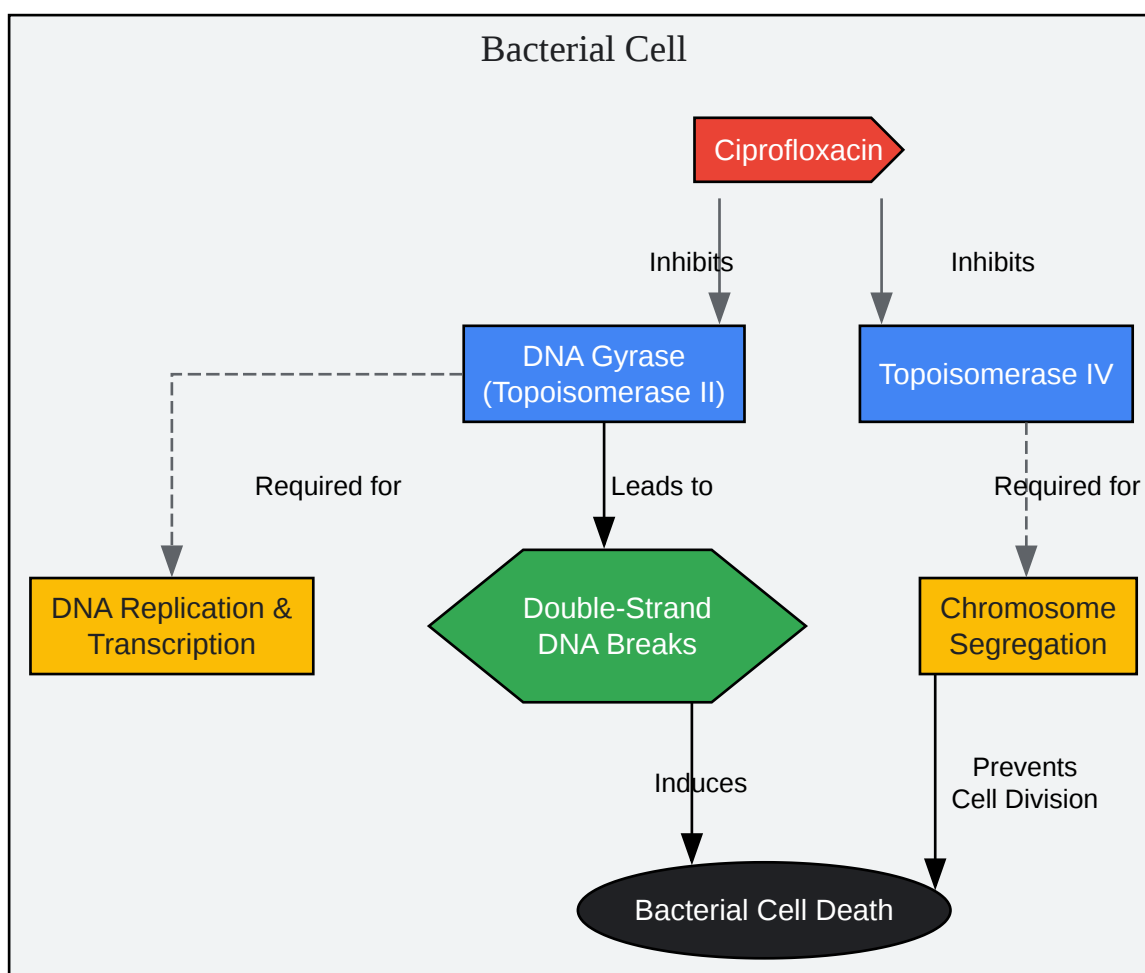 Bacterial Cell
Ciprofloxacin
Inhibits
Inhibits
DNA Gyrase
(Topoisomerase II)
Topoisomerase IV
Required for
Leads to
Required for
DNA Replication &
Transcription
Double-Strand
DNA Breaks
Chromosome
Segregation
Induces
Prevents
Cell Division
Bacterial Cell Death